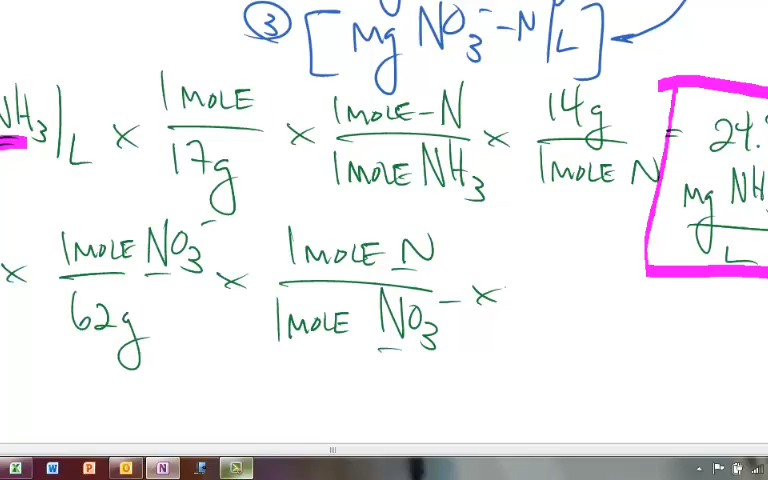 ③ [mg NO₃⁻-N/L]
NH₃/L × 1 MOLE / 17g × 1 MOLE-N / 1 MOLE NH₃ × 14g / 1 MOLE N = 24. mg NH / L
× 1 MOLE NO₃⁻ / 62g × 1 MOLE N / 1 MOLE NO₃⁻ ×